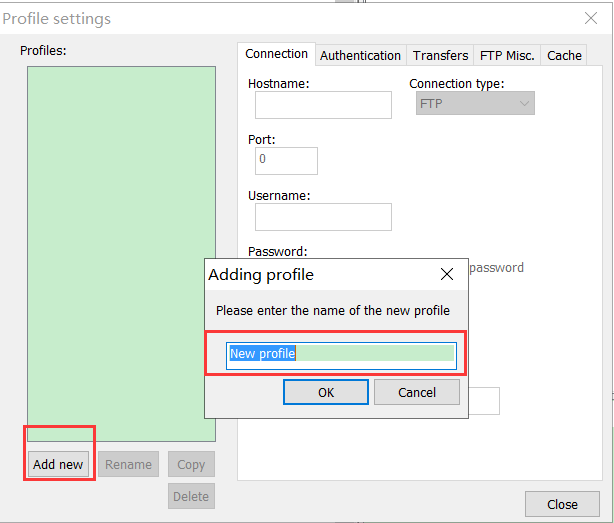 Profile settings
Profiles:
Connection Authentication Transfers FTP Misc. Cache
Hostname: Connection type:
FTP
Port:
0
Username:
Password:
password
Adding profile
Please enter the name of the new profile
New profile
OK Cancel
Add new Rename Copy
Delete
Close